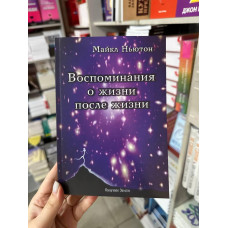 Майкл Ньютон
Воспоминания
о жизни
после жизни